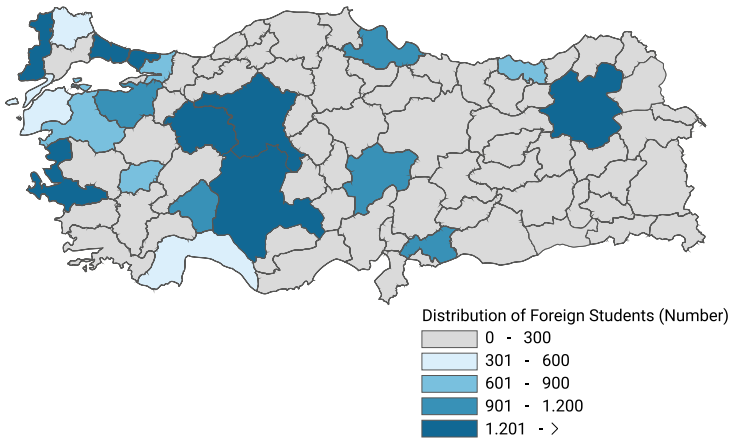 Distribution of Foreign Students (Number)
0 - 300
301 - 600
601 - 900
901 - 1.200
1.201 - >